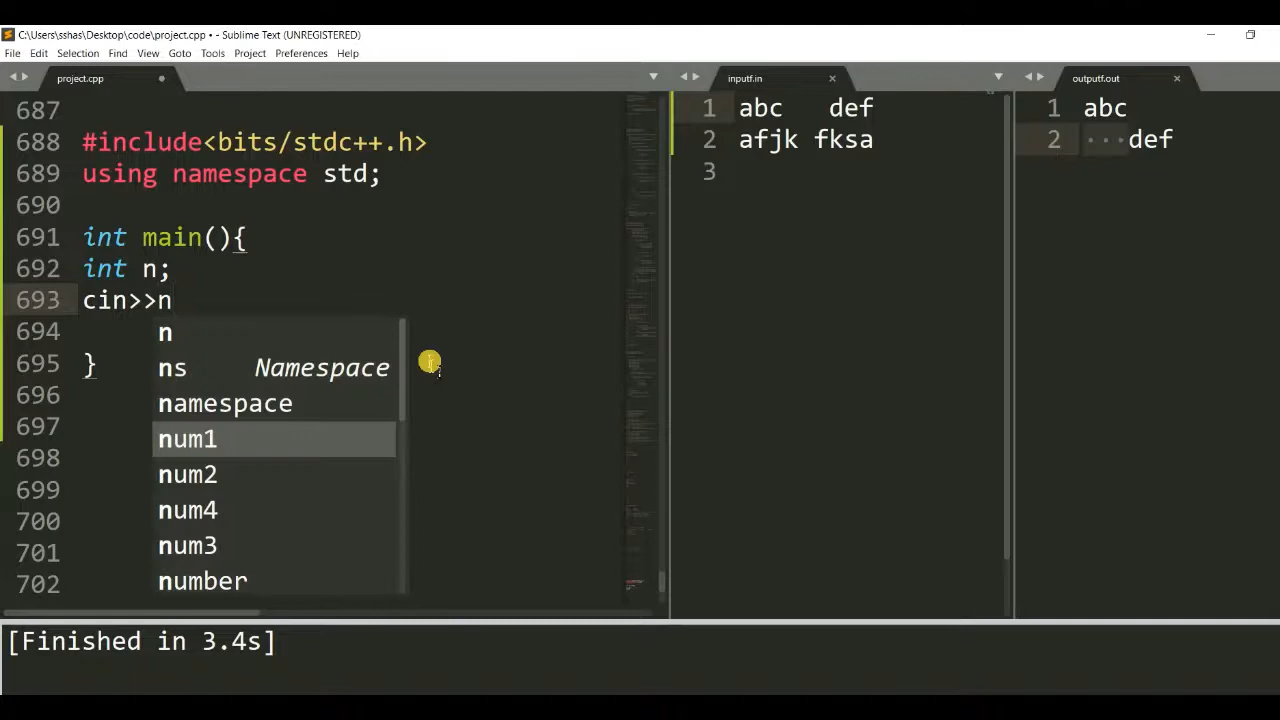 C:\Users\sshas\Desktop\code\project.cpp • - Sublime Text (UNREGISTERED)
File Edit Selection Find View Goto Tools Project Preferences Help
project.cpp
687
688 #include<bits/stdc++.h>
689 using namespace std;
690
691 int main(){
692 int n;
693 cin>>n
694
695 }
696
697
698
699
700
701
702
n
ns Namespace
namespace
num1
num2
num4
num3
number
inputf.in
1 abc   def
2 afjk fksa
3
outputf.out
1 abc
2 ···def
[Finished in 3.4s]